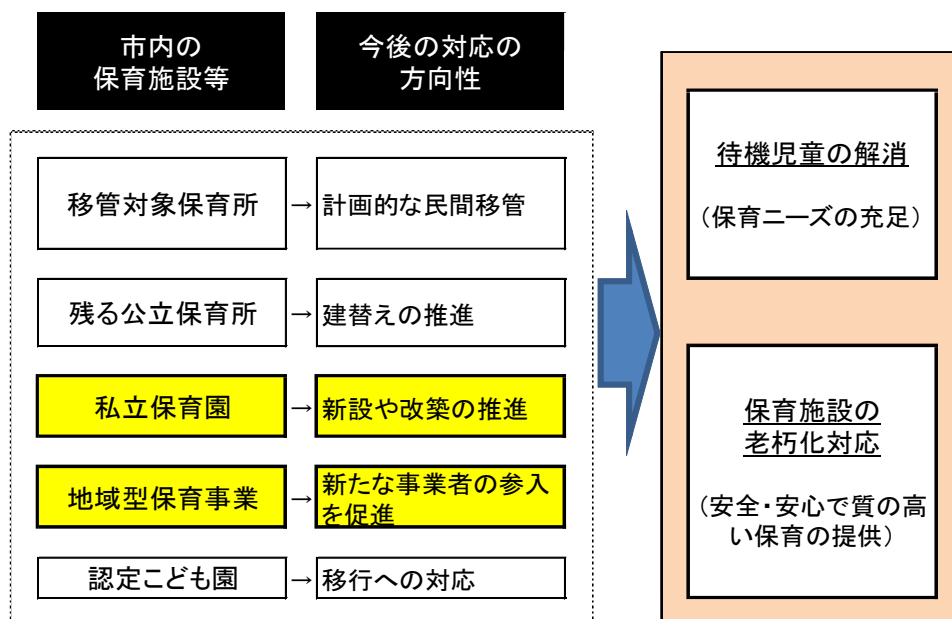 市内の
保育施設等
今後の対応の
方向性
移管対象保育所
→
計画的な民間移管
残る公立保育所
→
建替えの推進
私立保育園
→
新設や改築の推進
地域型保育事業
→
新たな事業者の参入
を促進
認定こども園
→
移行への対応
待機児童の解消
(保育ニーズの充足)
保育施設の
老朽化対応
(安全・安心で質の高
い保育の提供)